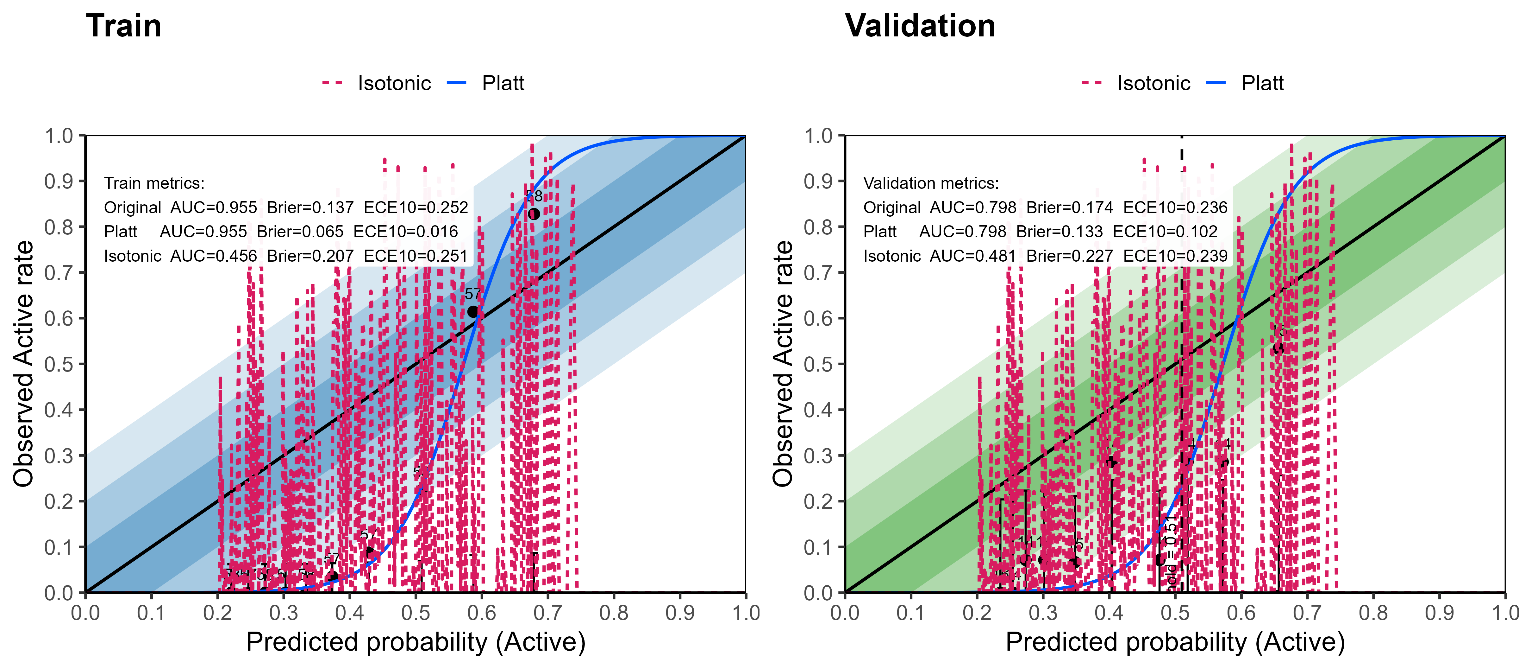 Train
Isotonic Platt
1.0
0.9
0.8
0.7
0.6
0.5
0.4
0.3
0.2
0.1
0.0
Observed Active rate
Train metrics:
Original AUC=0.955 Brier=0.137 ECE10=0.252
Platt AUC=0.955 Brier=0.065 ECE10=0.016
Isotonic AUC=0.456 Brier=0.207 ECE10=0.251
58
57
57
57
0.0 0.1 0.2 0.3 0.4 0.5 0.6 0.7 0.8 0.9 1.0
Predicted probability (Active)
Validation
Isotonic Platt
1.0
0.9
0.8
0.7
0.6
0.5
0.4
0.3
0.2
0.1
0.0
Observed Active rate
Validation metrics:
Original AUC=0.798 Brier=0.174 ECE10=0.236
Platt AUC=0.798 Brier=0.133 ECE10=0.102
Isotonic AUC=0.481 Brier=0.227 ECE10=0.239
= 0.51
0.0 0.1 0.2 0.3 0.4 0.5 0.6 0.7 0.8 0.9 1.0
Predicted probability (Active)